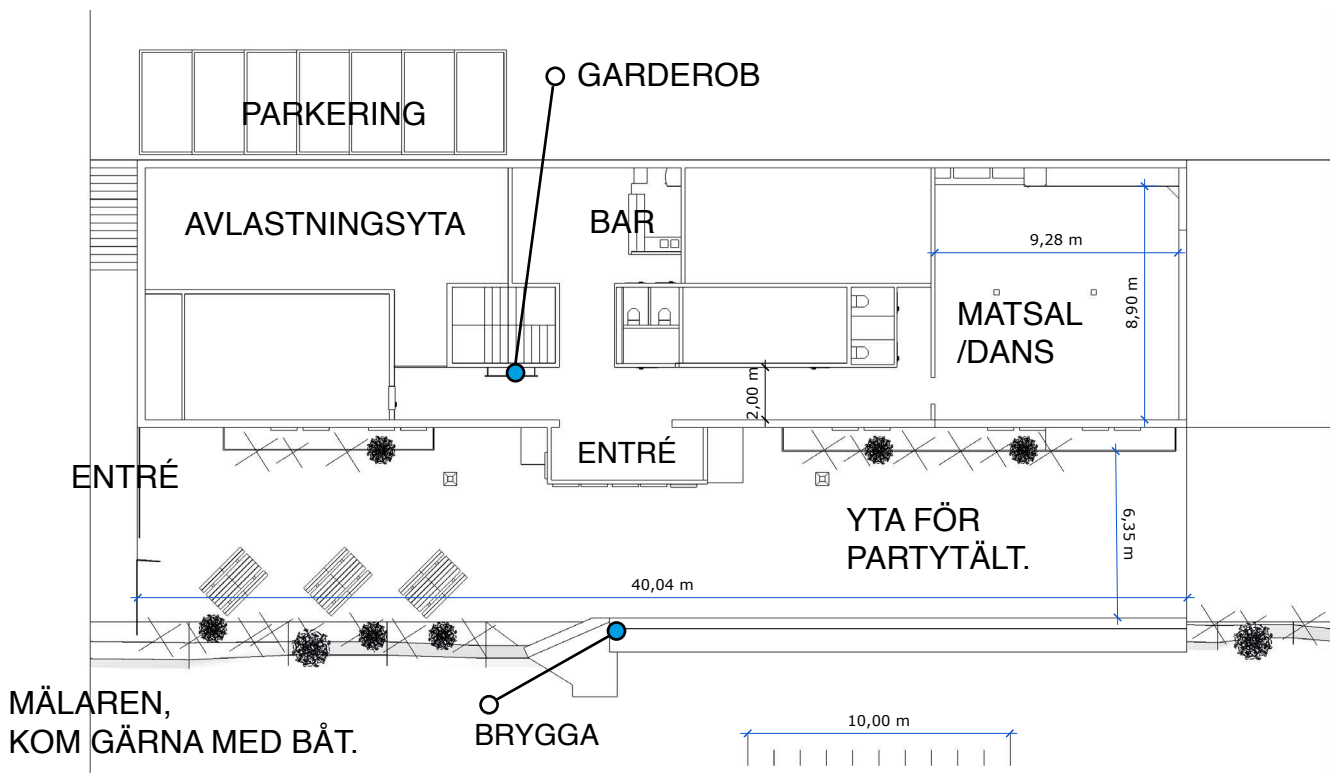 GARDEROB
PARKERING
AVLASTNINGSYTA
BAR
9,28 m
8,90 m
MATSAL
/DANS
2,00 m
ENTRÉ
ENTRÉ
YTA FÖR
PARTYTÄLT.
6,35 m
40,04 m
MÄLAREN,
KOM GÄRNA MED BÅT.
BRYGGA
10,00 m